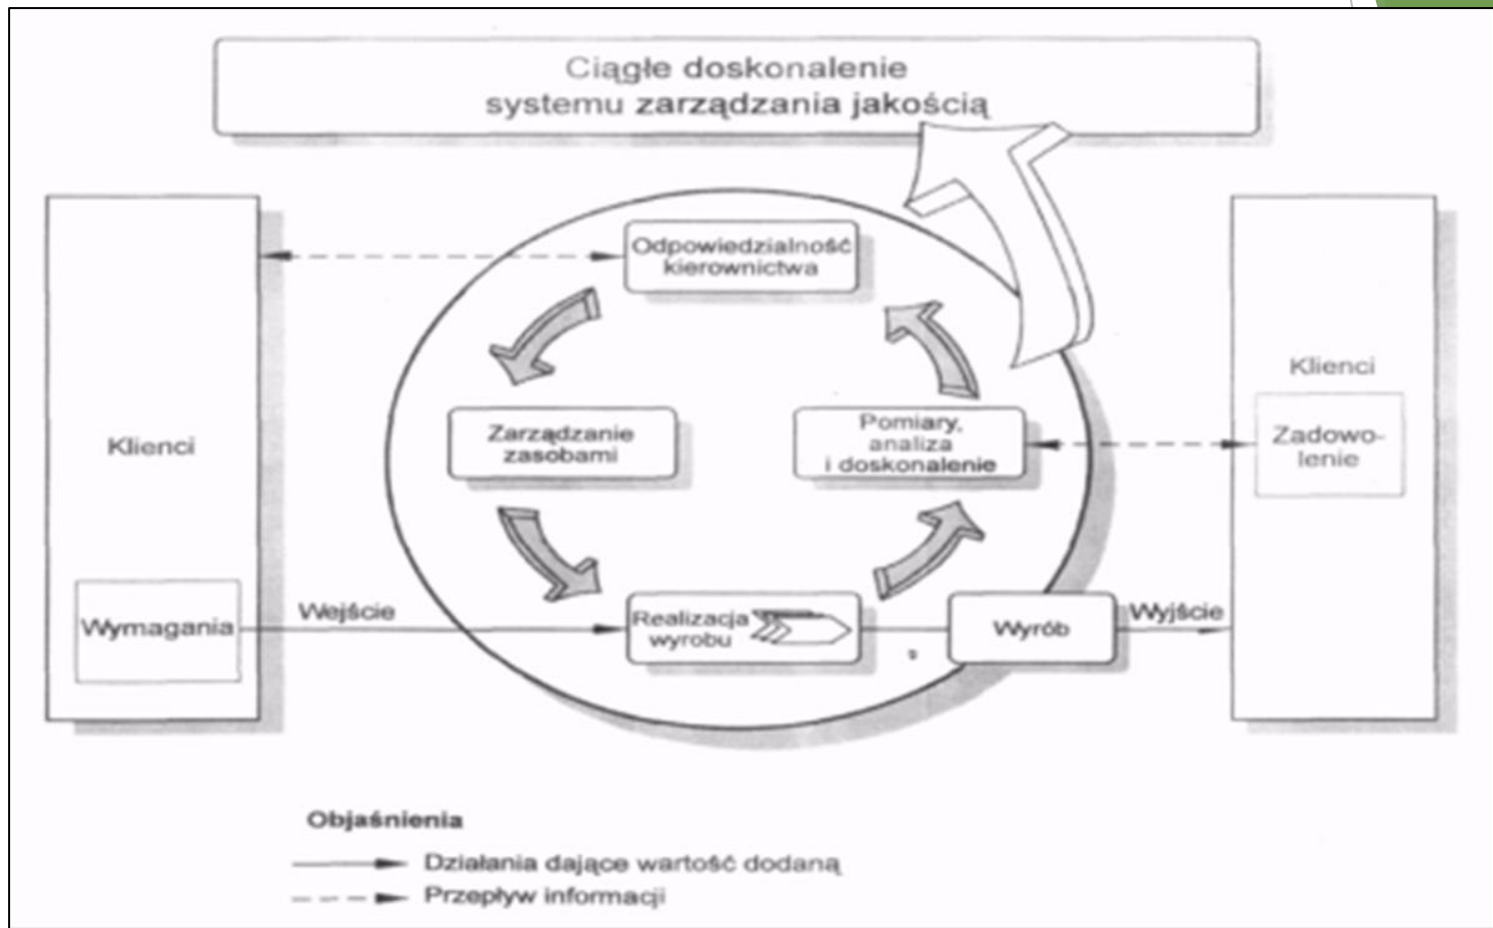 Ciągłe doskonalenie
systemu zarządzania jakością
Odpowiedzialność
kierownictwa
Klienci
Zarządzanie
zasobami
Pomiary,
analiza
i doskonalenie
Klienci
Zadowo-
lenie
Wymagania
Wejście
Realizacja
wyrobu
Wyrób
Wyjście
Objaśnienia
Działania dające wartość dodaną
Przepływ informacji